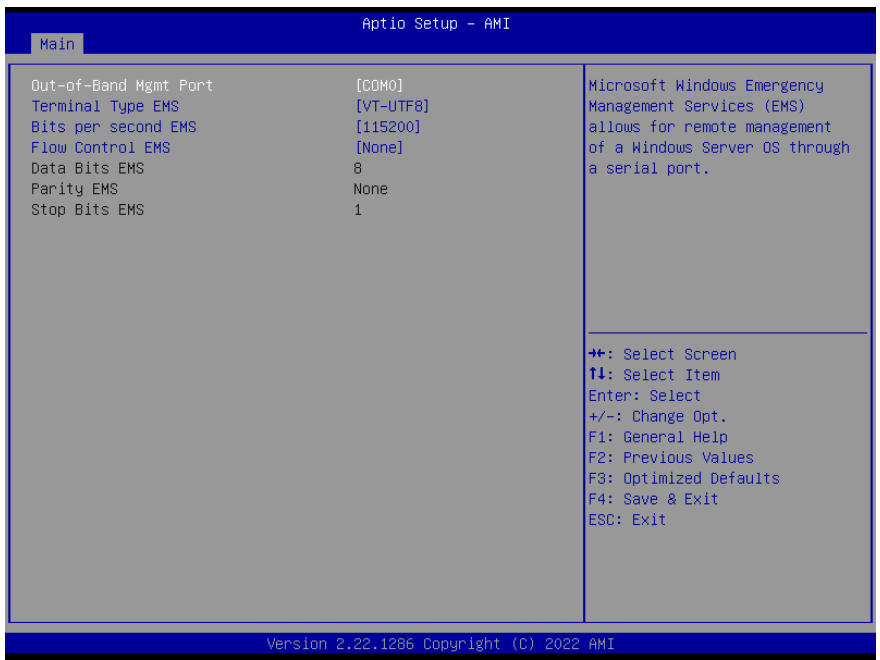 Aptio Setup – AMI
Main
Out-of-Band Mgmt Port [COM0]
Terminal Type EMS [VT-UTF8]
Bits per second EMS [115200]
Flow Control EMS [None]
Data Bits EMS 8
Parity EMS None
Stop Bits EMS 1
Microsoft Windows Emergency
Management Services (EMS)
allows for remote management
of a Windows Server OS through
a serial port.
→←: Select Screen
↑↓: Select Item
Enter: Select
+/-: Change Opt.
F1: General Help
F2: Previous Values
F3: Optimized Defaults
F4: Save & Exit
ESC: Exit
Version 2.22.1286 Copyright (C) 2022 AMI